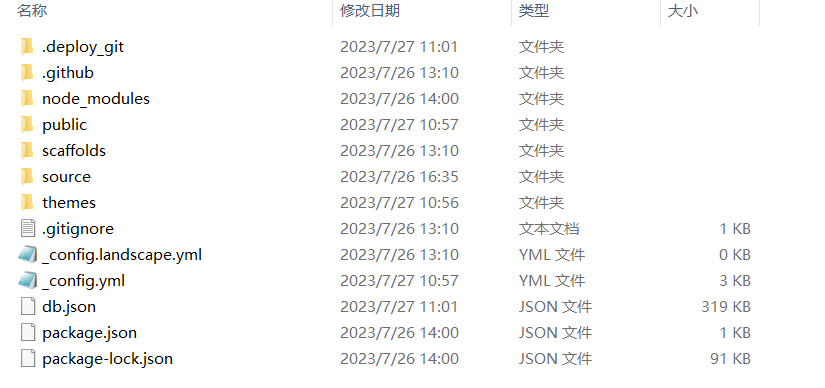 名称 修改日期 类型 大小
.deploy_git 2023/7/27 11:01 文件夹
.github 2023/7/26 13:10 文件夹
node_modules 2023/7/26 14:00 文件夹
public 2023/7/27 10:57 文件夹
scaffolds 2023/7/26 13:10 文件夹
source 2023/7/26 16:35 文件夹
themes 2023/7/27 10:56 文件夹
.gitignore 2023/7/26 13:10 文本文档 1 KB
_config.landscape.yml 2023/7/26 13:10 YML 文件 0 KB
_config.yml 2023/7/27 10:57 YML 文件 3 KB
db.json 2023/7/27 11:01 JSON 文件 319 KB
package.json 2023/7/26 14:00 JSON 文件 1 KB
package-lock.json 2023/7/26 14:00 JSON 文件 91 KB